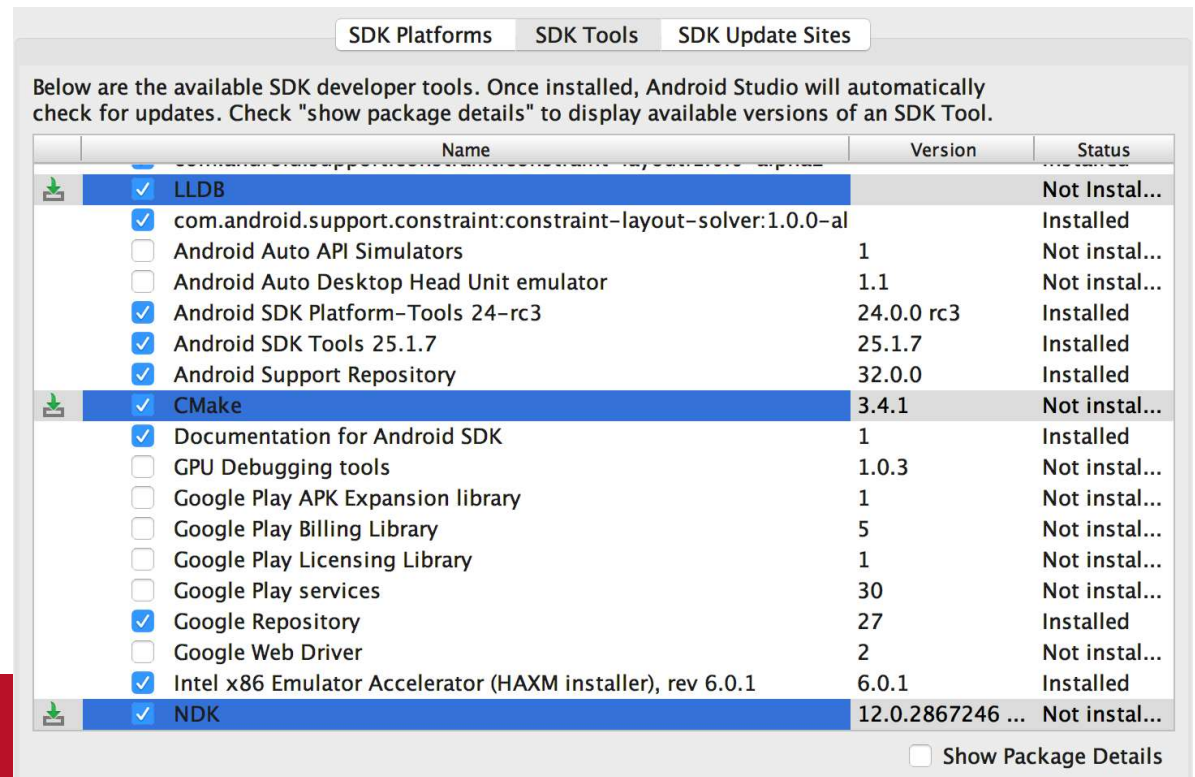 SDK Platforms SDK Tools SDK Update Sites
Below are the available SDK developer tools. Once installed, Android Studio will automatically
check for updates. Check "show package details" to display available versions of an SDK Tool.
Name Version Status
LLDB Not Instal...
com.android.support.constraint:constraint-layout-solver:1.0.0-al Installed
Android Auto API Simulators 1 Not instal...
Android Auto Desktop Head Unit emulator 1.1 Not instal...
Android SDK Platform-Tools 24-rc3 24.0.0 rc3 Installed
Android SDK Tools 25.1.7 25.1.7 Installed
Android Support Repository 32.0.0 Installed
CMake 3.4.1 Not instal...
Documentation for Android SDK 1 Installed
GPU Debugging tools 1.0.3 Not instal...
Google Play APK Expansion library 1 Not instal...
Google Play Billing Library 5 Not instal...
Google Play Licensing Library 1 Not instal...
Google Play services 30 Not instal...
Google Repository 27 Installed
Google Web Driver 2 Not instal...
Intel x86 Emulator Accelerator (HAXM installer), rev 6.0.1 6.0.1 Installed
NDK 12.0.2867246 ... Not instal...
Show Package Details